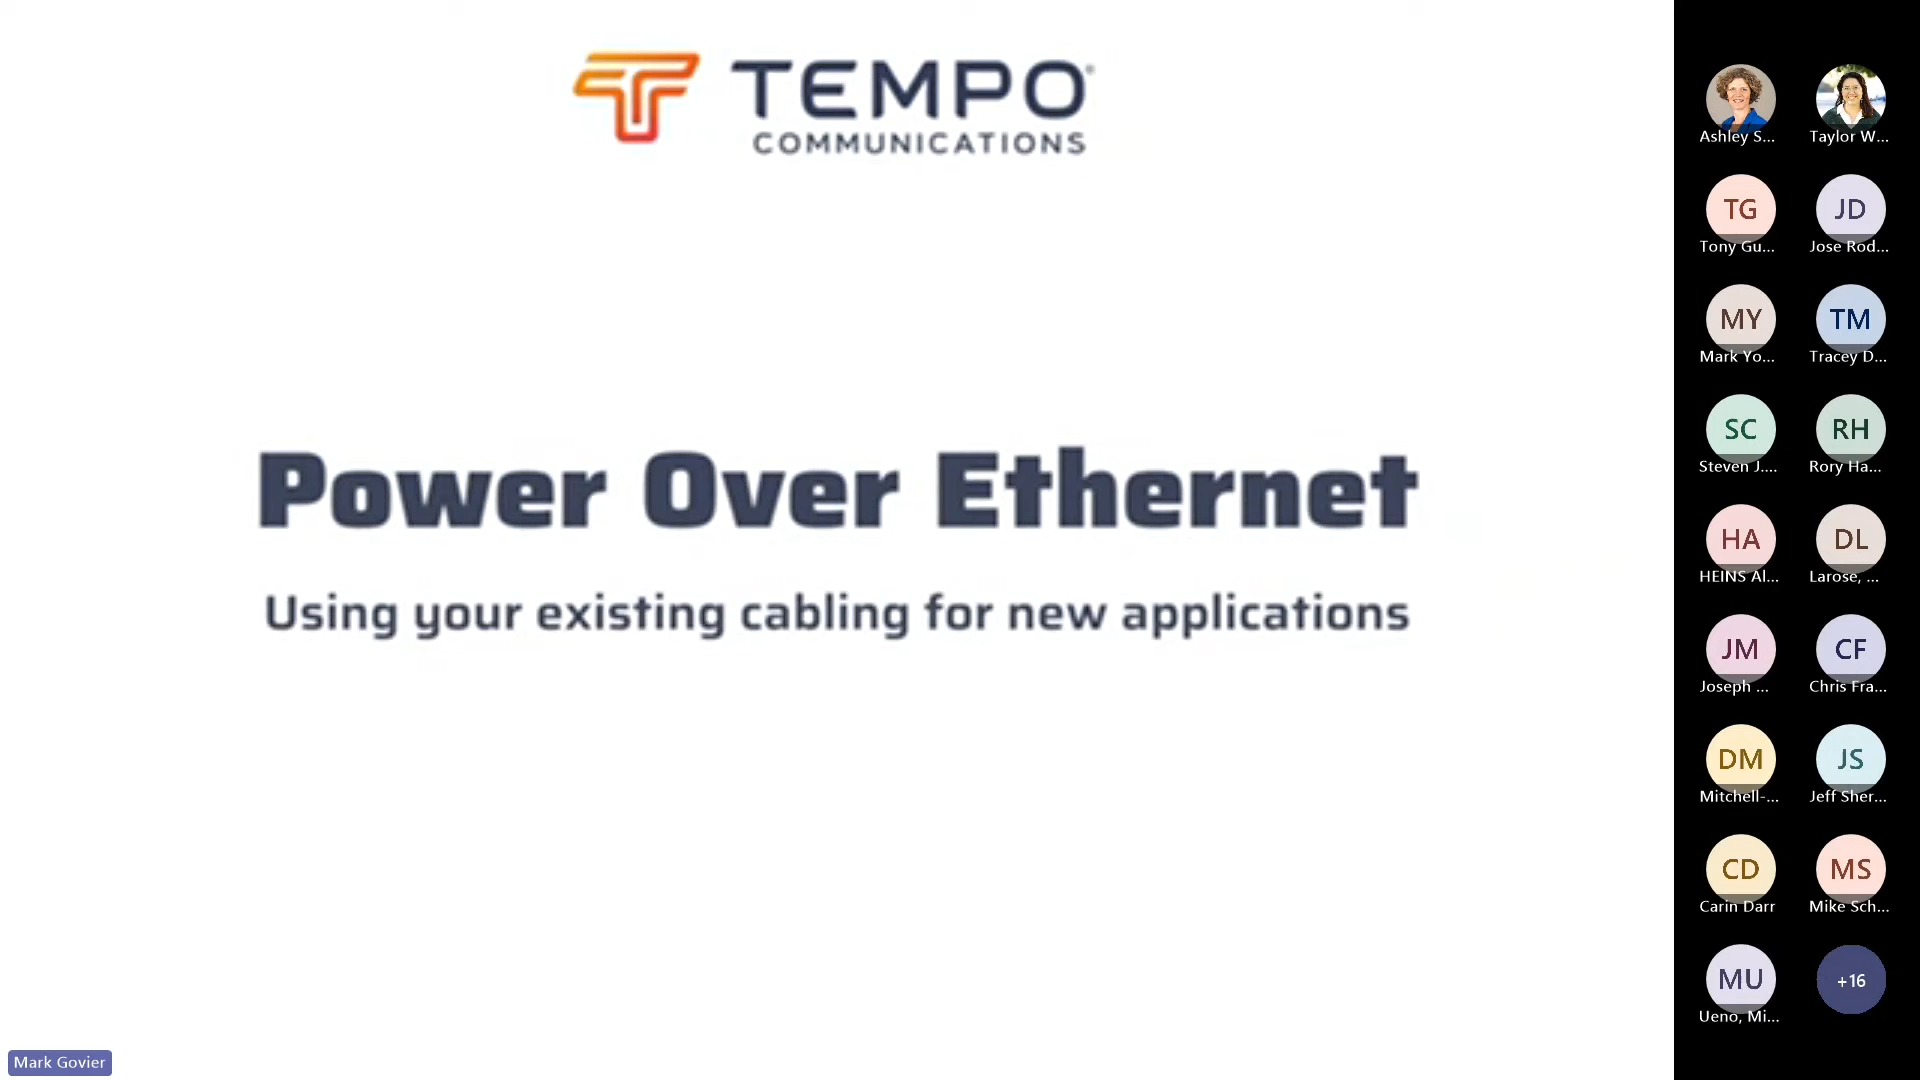 TEMPO
COMMUNICATIONS
Power Over Ethernet
Using your existing cabling for new applications
Mark Govier
Ashley S...
Taylor W...
TG
Tony Gu...
JD
Jose Rod...
MY
Mark Yo...
TM
Tracey D...
SC
Steven J....
RH
Rory Ha...
HA
HEINS Al...
DL
Larose, ...
JM
Joseph ...
CF
Chris Fra...
DM
Mitchell-...
JS
Jeff Sher...
CD
Carin Darr
MS
Mike Sch...
MU
Ueno, Mi...
+16